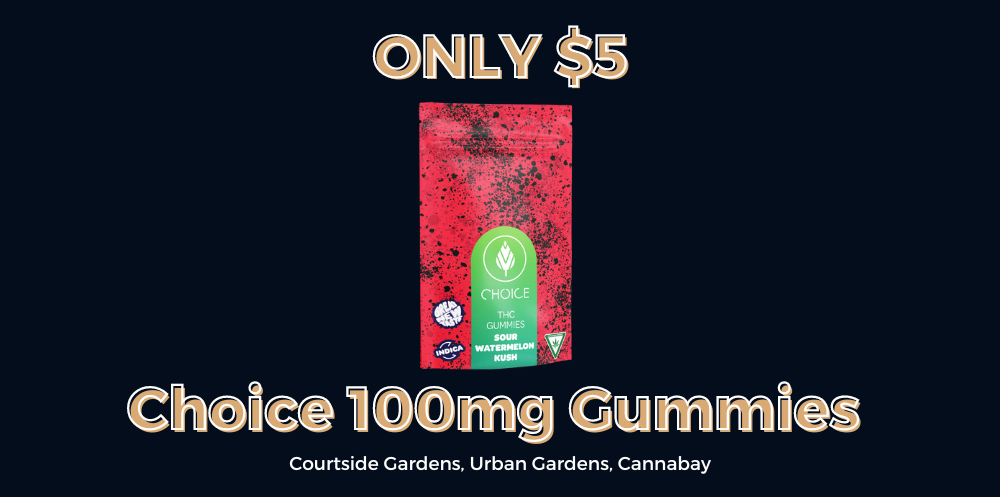 ONLY $5
CHOICE
THC
GUMMIES
SOUR
WATERMELON
KUSH
INDICA
Choice 100mg Gummies
Courtside Gardens, Urban Gardens, Cannabay